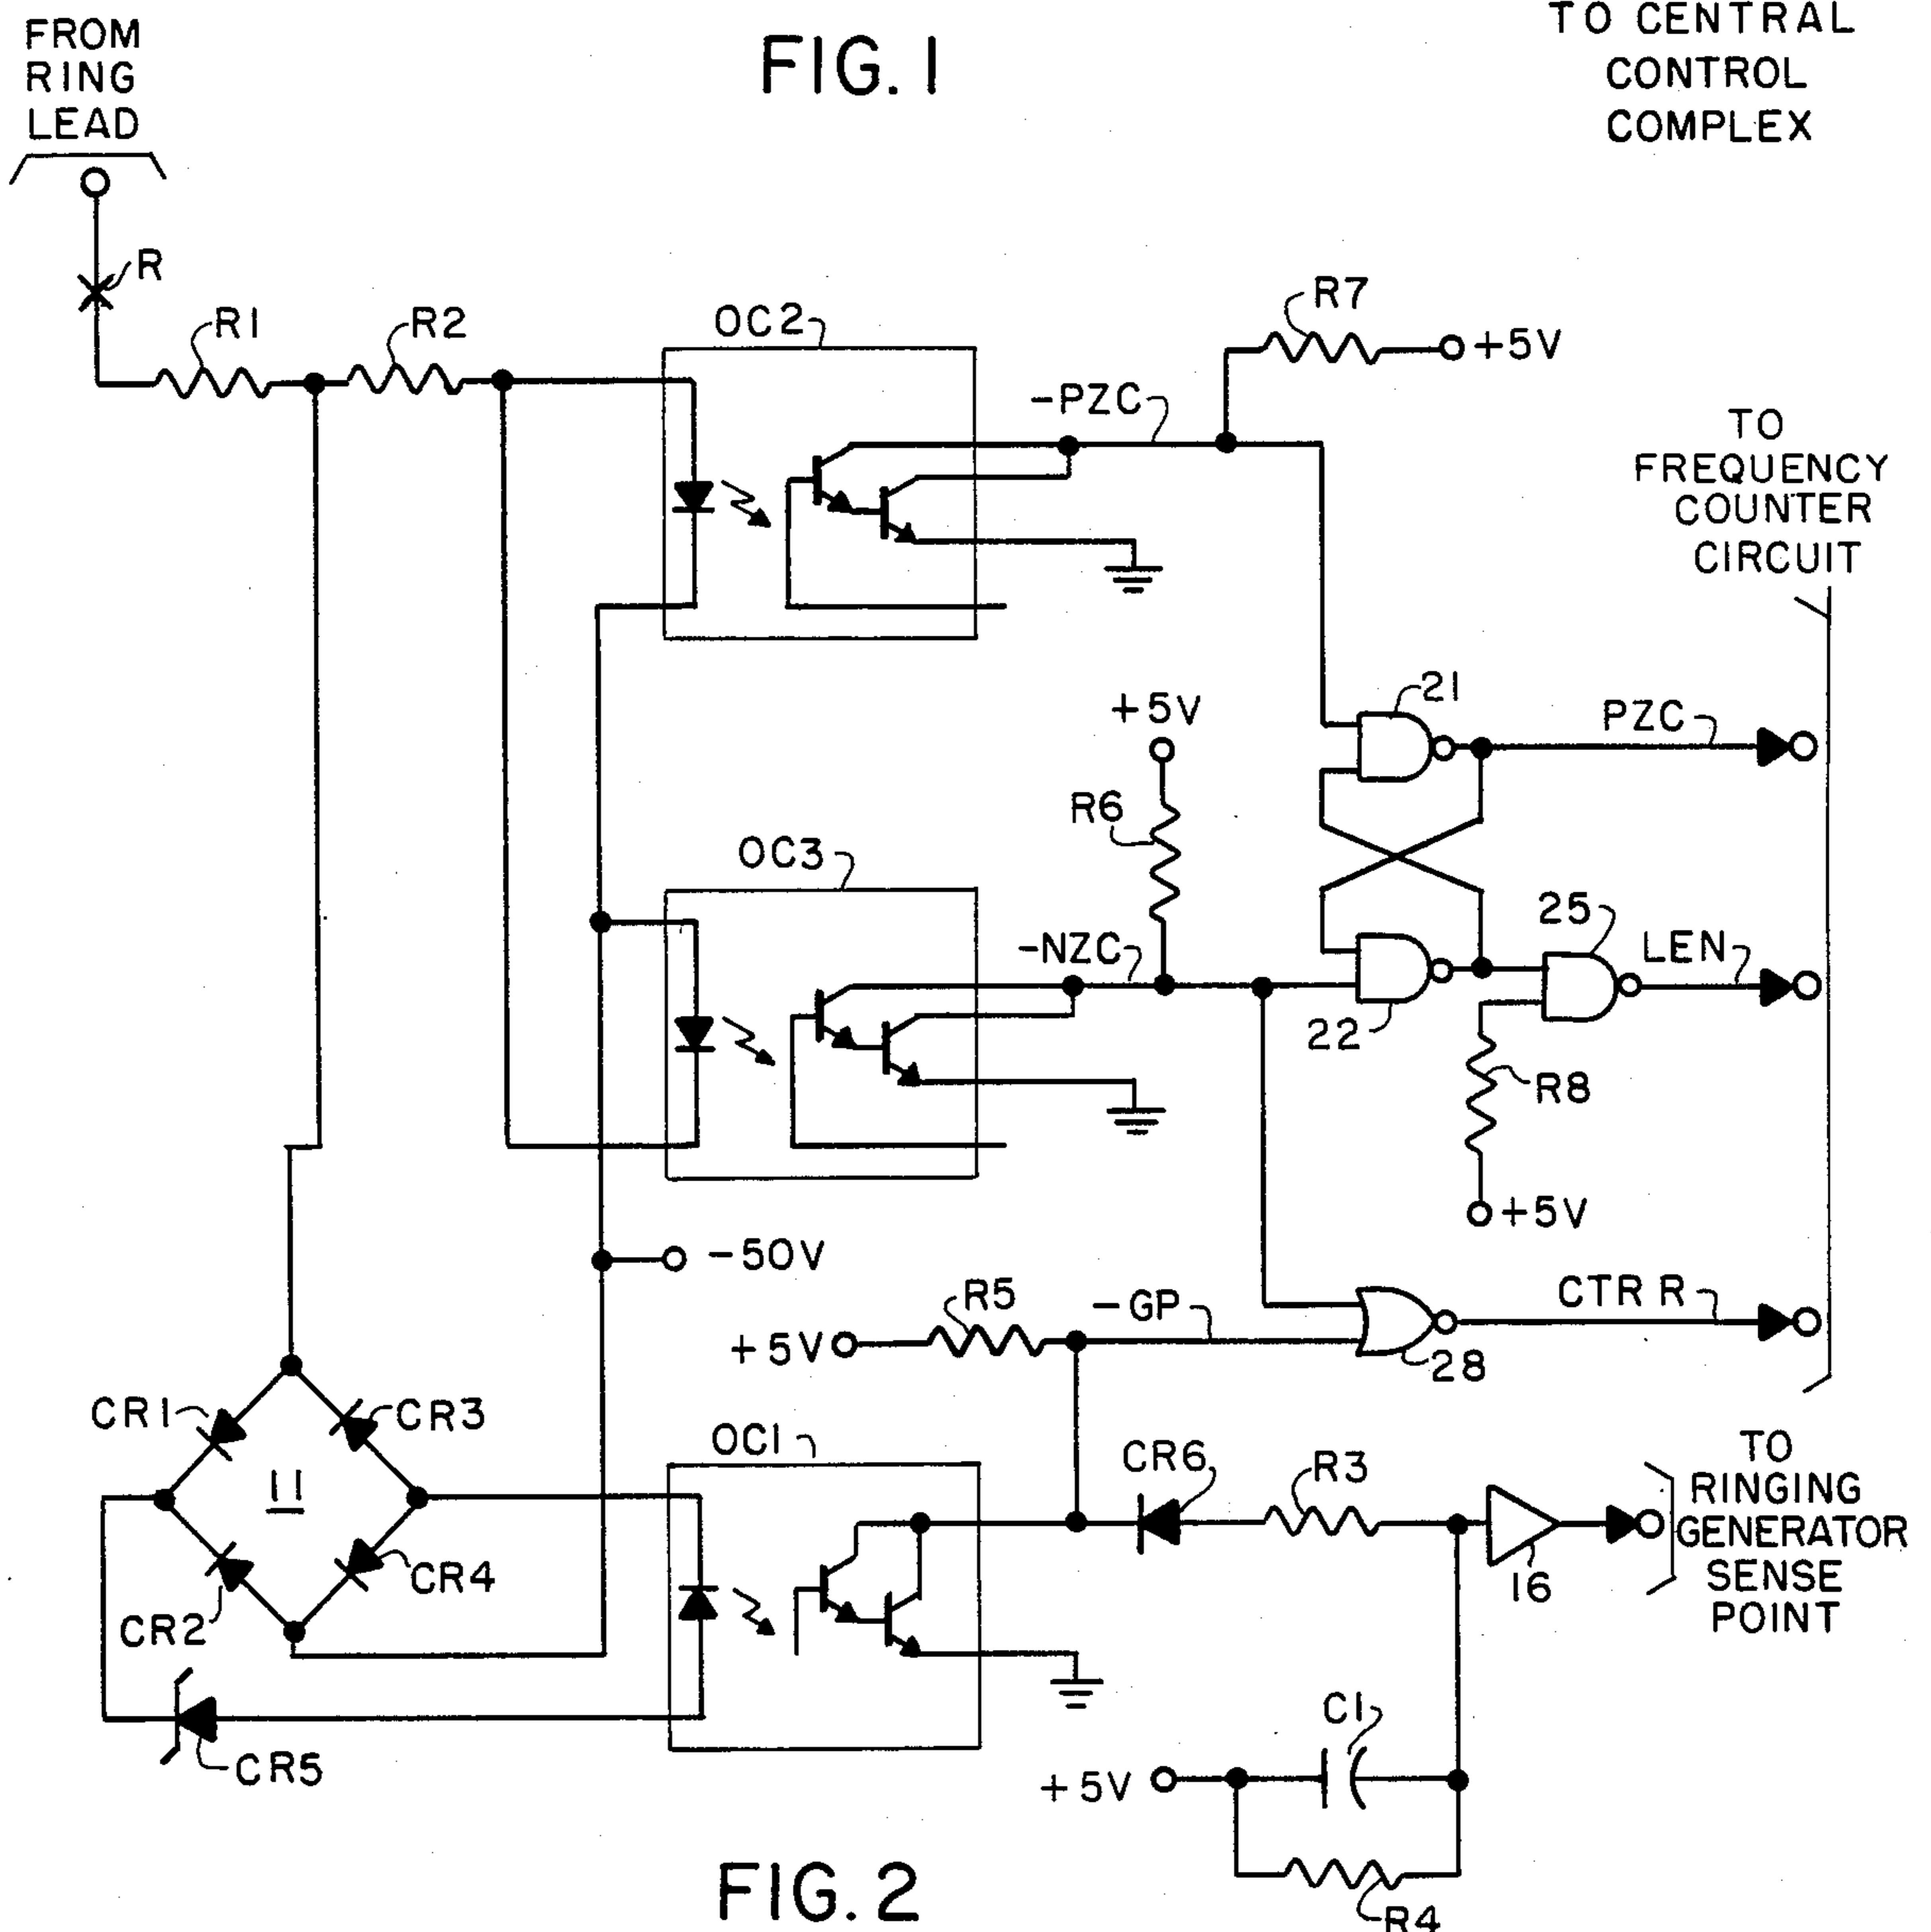 FROM
RING
LEAD
FIG. 1
TO CENTRAL
CONTROL
COMPLEX
R
R1
R2
OC2
-PZC
R7
+5V
TO
FREQUENCY
COUNTER
CIRCUIT
+5V
21
PZC
R6
OC3
-NZC
25
LEN
22
R8
+5V
-50V
R5
-GP
CTR R
+5V
28
CR1
CR3
11
OC1
CR6
R3
TO
RINGING
GENERATOR
SENSE
POINT
16
CR2
CR4
CR5
C1
+5V
R4
FIG. 2